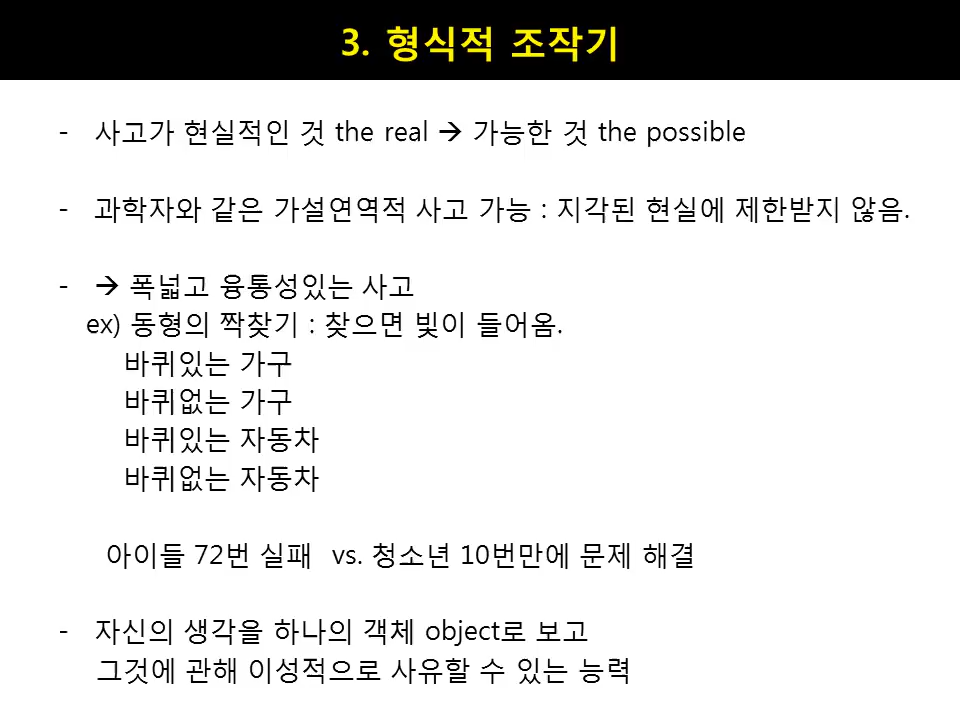 3. 형식적 조작기
- 사고가 현실적인 것 the real → 가능한 것 the possible
- 과학자와 같은 가설연역적 사고 가능 : 지각된 현실에 제한받지 않음.
- → 폭넓고 융통성있는 사고
ex) 동형의 짝찾기 : 찾으면 빛이 들어옴.
바퀴있는 가구
바퀴없는 가구
바퀴있는 자동차
바퀴없는 자동차
아이들 72번 실패 vs. 청소년 10번만에 문제 해결
- 자신의 생각을 하나의 객체 object로 보고
그것에 관해 이성적으로 사유할 수 있는 능력